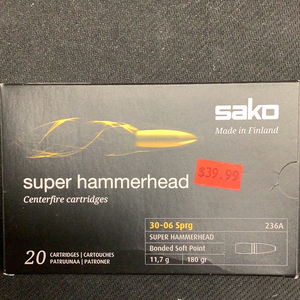 sako
Made in Finland
$39.99
super hammerhead
Centerfire cartridges
30-06 Sprg 236A
SUPER HAMMERHEAD
Bonded Soft Point
11,7 g 180 gr
20 CARTRIDGES / CARTOUCHES
PATRUUNAA / PATRONER